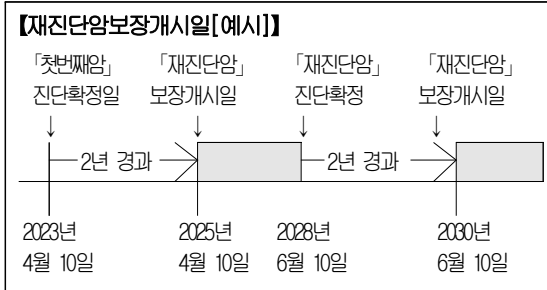 【재진단암보장개시일[예시]】
「첫번째암」 「재진단암」 「재진단암」 「재진단암」
진단확정일 보장개시일 진단확정 보장개시일
2년 경과 2년 경과
2023년 2025년 2028년 2030년
4월 10일 4월 10일 6월 10일 6월 10일